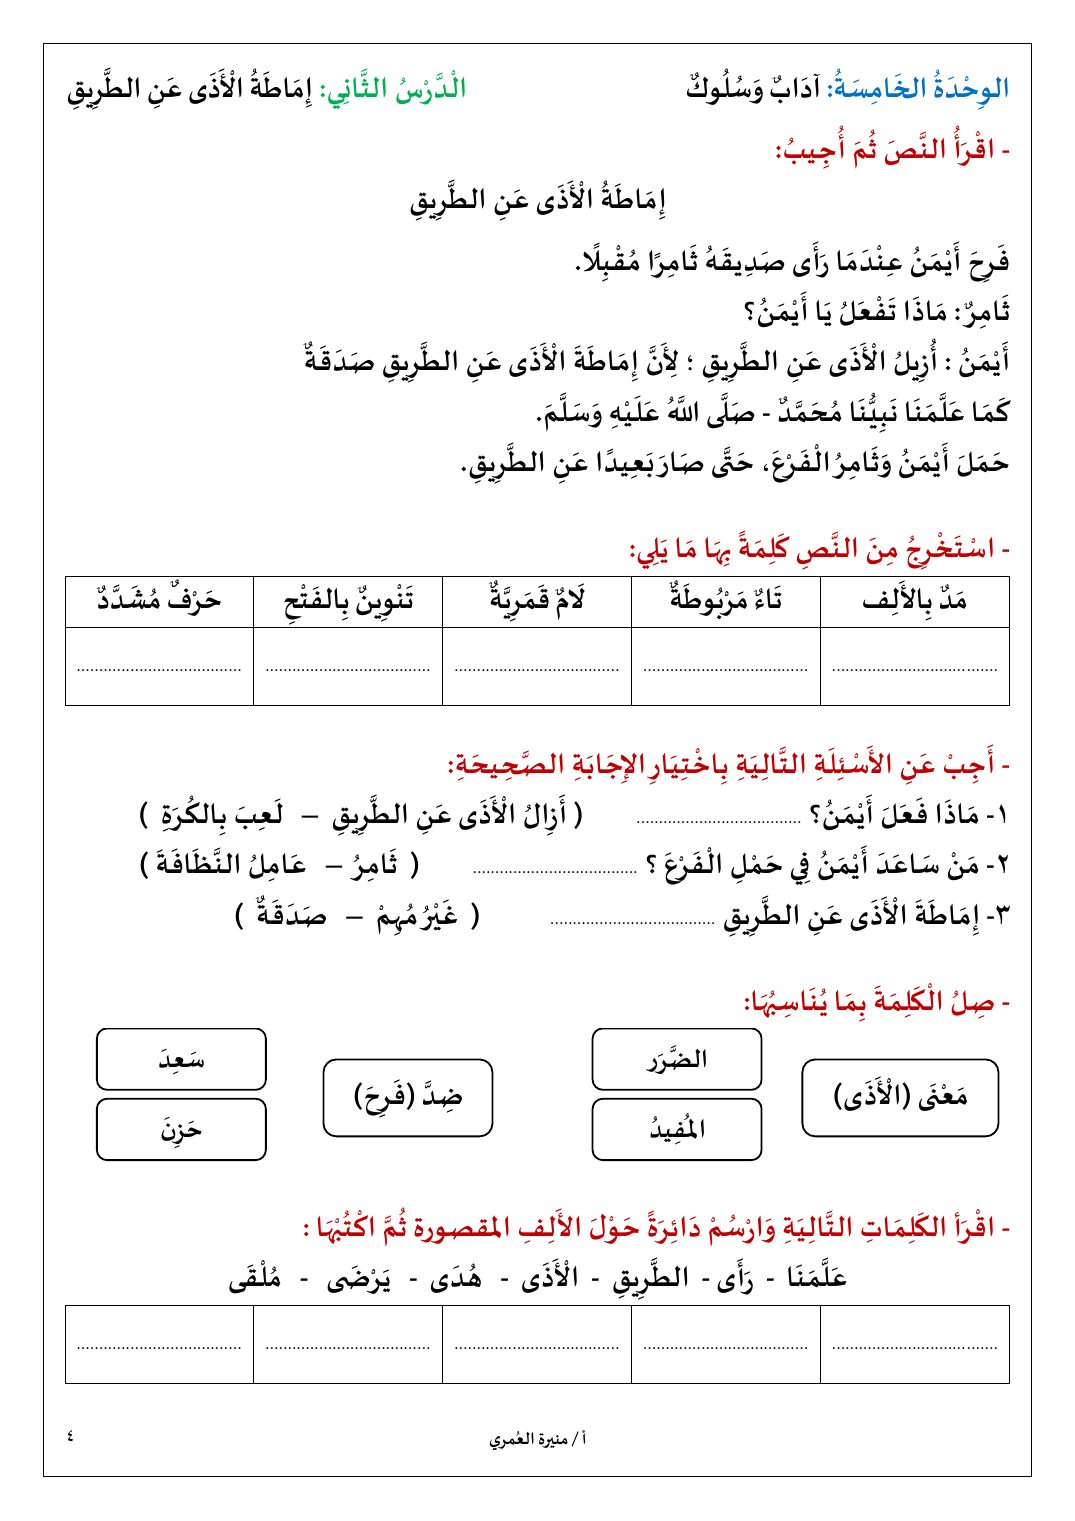 الوِحْدَةُ الخَامِسَةُ: آدَابٌ وَسُلُوكٌ الْدَّرْسُ الثَّانِي: إِمَاطَةُ الْأَذَى عَنِ الطَّرِيقِ
- اقْرَأُ النَّصَ ثُمَ أُجِيبُ:
إِمَاطَةُ الْأَذَى عَنِ الطَّرِيقِ
فَرِحَ أَيْمَنُ عِنْدَمَا رَأَى صَدِيقَهُ ثَامِرًا مُقْبِلًا.
ثَامِرٌ: مَاذَا تَفْعَلُ يَا أَيْمَنُ؟
أَيْمَنُ : أُزِيلُ الْأَذَى عَنِ الطَّرِيقِ ؛ لِأَنَّ إِمَاطَةَ الْأَذَى عَنِ الطَّرِيقِ صَدَقَةٌ
كَمَا عَلَّمَنَا نَبِيُّنَا مُحَمَّدٌ - صَلَّى اللَّهُ عَلَيْهِ وَسَلَّمَ.
حَمَلَ أَيْمَنُ وَثَامِرُ الْفَرْعَ، حَتَّى صَارَ بَعِيدًا عَنِ الطَّرِيقِ.
- اسْتَخْرِجُ مِنَ النَّصِ كَلِمَةً بِهَا مَا يَلِي:
مَدٌ بِالأَلِف تَاءٌ مَرْبُوطَةٌ لَامٌ قَمَرِيَّةٌ تَنْوِينٌ بِالفَتْحِ حَرْفٌ مُشَدَّدٌ
..................................... ..................................... ..................................... ..................................... .....................................
- أَجِبْ عَنِ الأَسْئِلَةِ التَّالِيَةِ بِاخْتِيَارِ الإِجَابَةِ الصَّحِيحَةِ:
١- مَاذَا فَعَلَ أَيْمَنُ؟ ..................................... ( أَزِالُ الْأَذَى عَنِ الطَّرِيقِ – لَعِبَ بِالكُرَةِ )
٢- مَنْ سَاعَدَ أَيْمَنُ فِي حَمْلِ الْفَرْعَ ؟ ..................................... ( ثَامِرُ – عَامِلُ النَّظَافَةَ )
٣- إِمَاطَةَ الْأَذَى عَنِ الطَّرِيقِ ..................................... ( غَيْرُ مُهِمْ – صَدَقَةٌ )
- صِلُ الْكَلِمَةَ بِمَا يُنَاسِبُهَا:
الضَّرَر سَعِدَ
مَعْنَى (الْأَذَى) ضِدَّ (فَرِحَ)
المُفِيدُ حَزِنَ
- اقْرَأ الكَلِمَاتِ التَّالِيَةِ وَارْسُمْ دَائِرَةً حَوْلَ الأَلِفِ المقصورة ثُمَّ اكْتُبْهَا :
عَلَّمَنَا - رَأَى - الطَّرِيقِ - الْأَذَى - هُدَى - يَرْضَى - مُلْقَى
..................................... ..................................... ..................................... ..................................... .....................................
أ / منيرة العُمري ٤